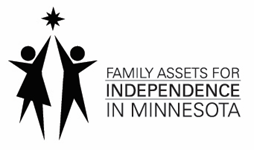 FAMILY ASSETS FOR
INDEPENDENCE
IN MINNESOTA